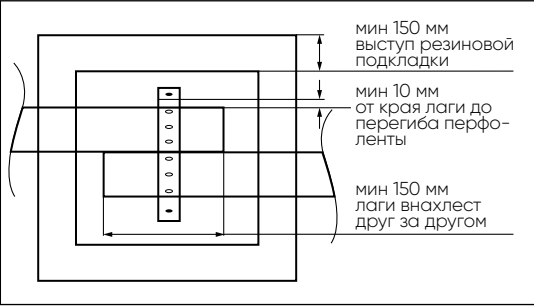 мин 150 мм
выступ резиновой
подкладки
мин 10 мм
от края лаги до
перегиба перфо-
ленты
мин 150 мм
лаги внахлест
друг за другом